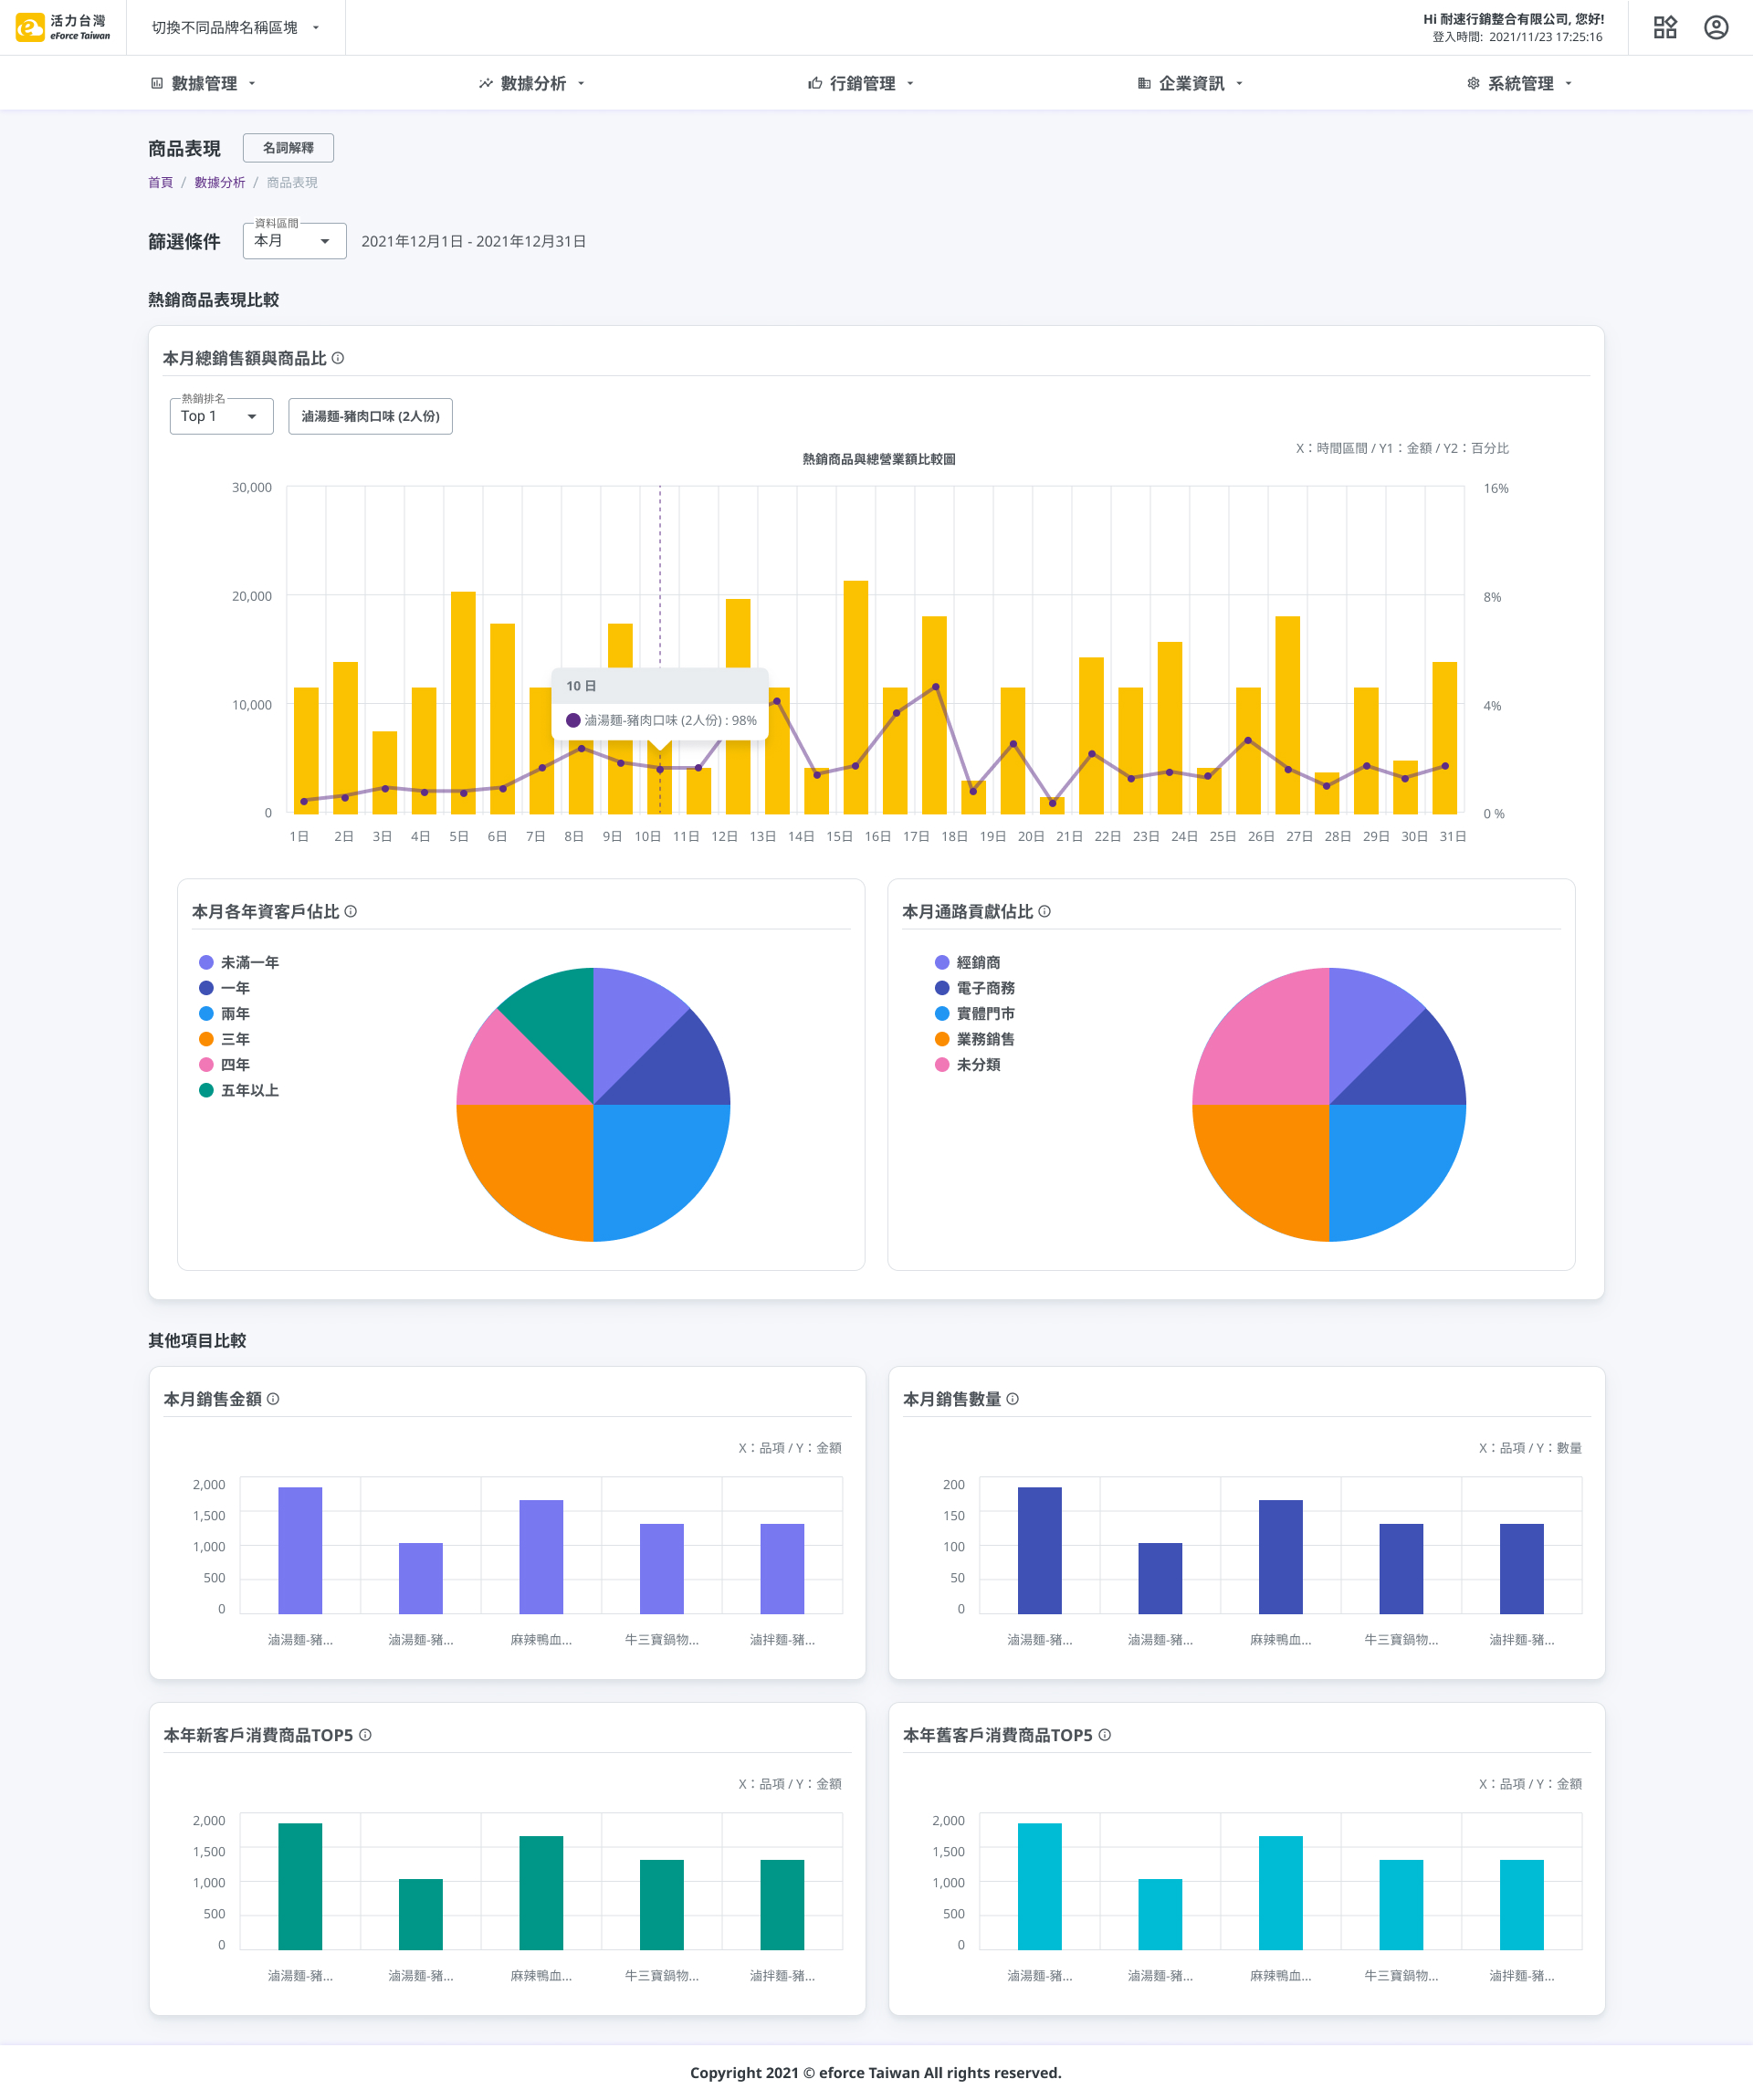 活力台灣
eForce Taiwan
切換不同品牌名稱區塊
Hi 耐速行銷整合有限公司, 您好!
登入時間: 2021/11/23 17:25:16
數據管理
數據分析
行銷管理
企業資訊
系統管理
商品表現
名詞解釋
首頁 / 數據分析 / 商品表現
篩選條件
資料區間
本月
2021年12月1日 - 2021年12月31日
熱銷商品表現比較
本月總銷售額與商品比
熱銷排名
Top 1
滷湯麵-豬肉口味 (2人份)
X：時間區間 / Y1：金額 / Y2：百分比
熱銷商品與總營業額比較圖
30,000
20,000
10,000
0
16%
8%
4%
0 %
10 日
滷湯麵-豬肉口味 (2人份) : 98%
1日 2日 3日 4日 5日 6日 7日 8日 9日 10日 11日 12日 13日 14日 15日 16日 17日 18日 19日 20日 21日 22日 23日 24日 25日 26日 27日 28日 29日 30日 31日
本月各年資客戶佔比
未滿一年
一年
兩年
三年
四年
五年以上
本月通路貢獻佔比
經銷商
電子商務
實體門市
業務銷售
未分類
其他項目比較
本月銷售金額
X：品項 / Y：金額
2,000
1,500
1,000
500
0
滷湯麵-豬... 滷湯麵-豬... 麻辣鴨血... 牛三寶鍋物... 滷拌麵-豬...
本月銷售數量
X：品項 / Y：數量
200
150
100
50
0
滷湯麵-豬... 滷湯麵-豬... 麻辣鴨血... 牛三寶鍋物... 滷拌麵-豬...
本年新客戶消費商品TOP5
X：品項 / Y：金額
2,000
1,500
1,000
500
0
滷湯麵-豬... 滷湯麵-豬... 麻辣鴨血... 牛三寶鍋物... 滷拌麵-豬...
本年舊客戶消費商品TOP5
X：品項 / Y：金額
2,000
1,500
1,000
500
0
滷湯麵-豬... 滷湯麵-豬... 麻辣鴨血... 牛三寶鍋物... 滷拌麵-豬...
Copyright 2021 © eforce Taiwan All rights reserved.